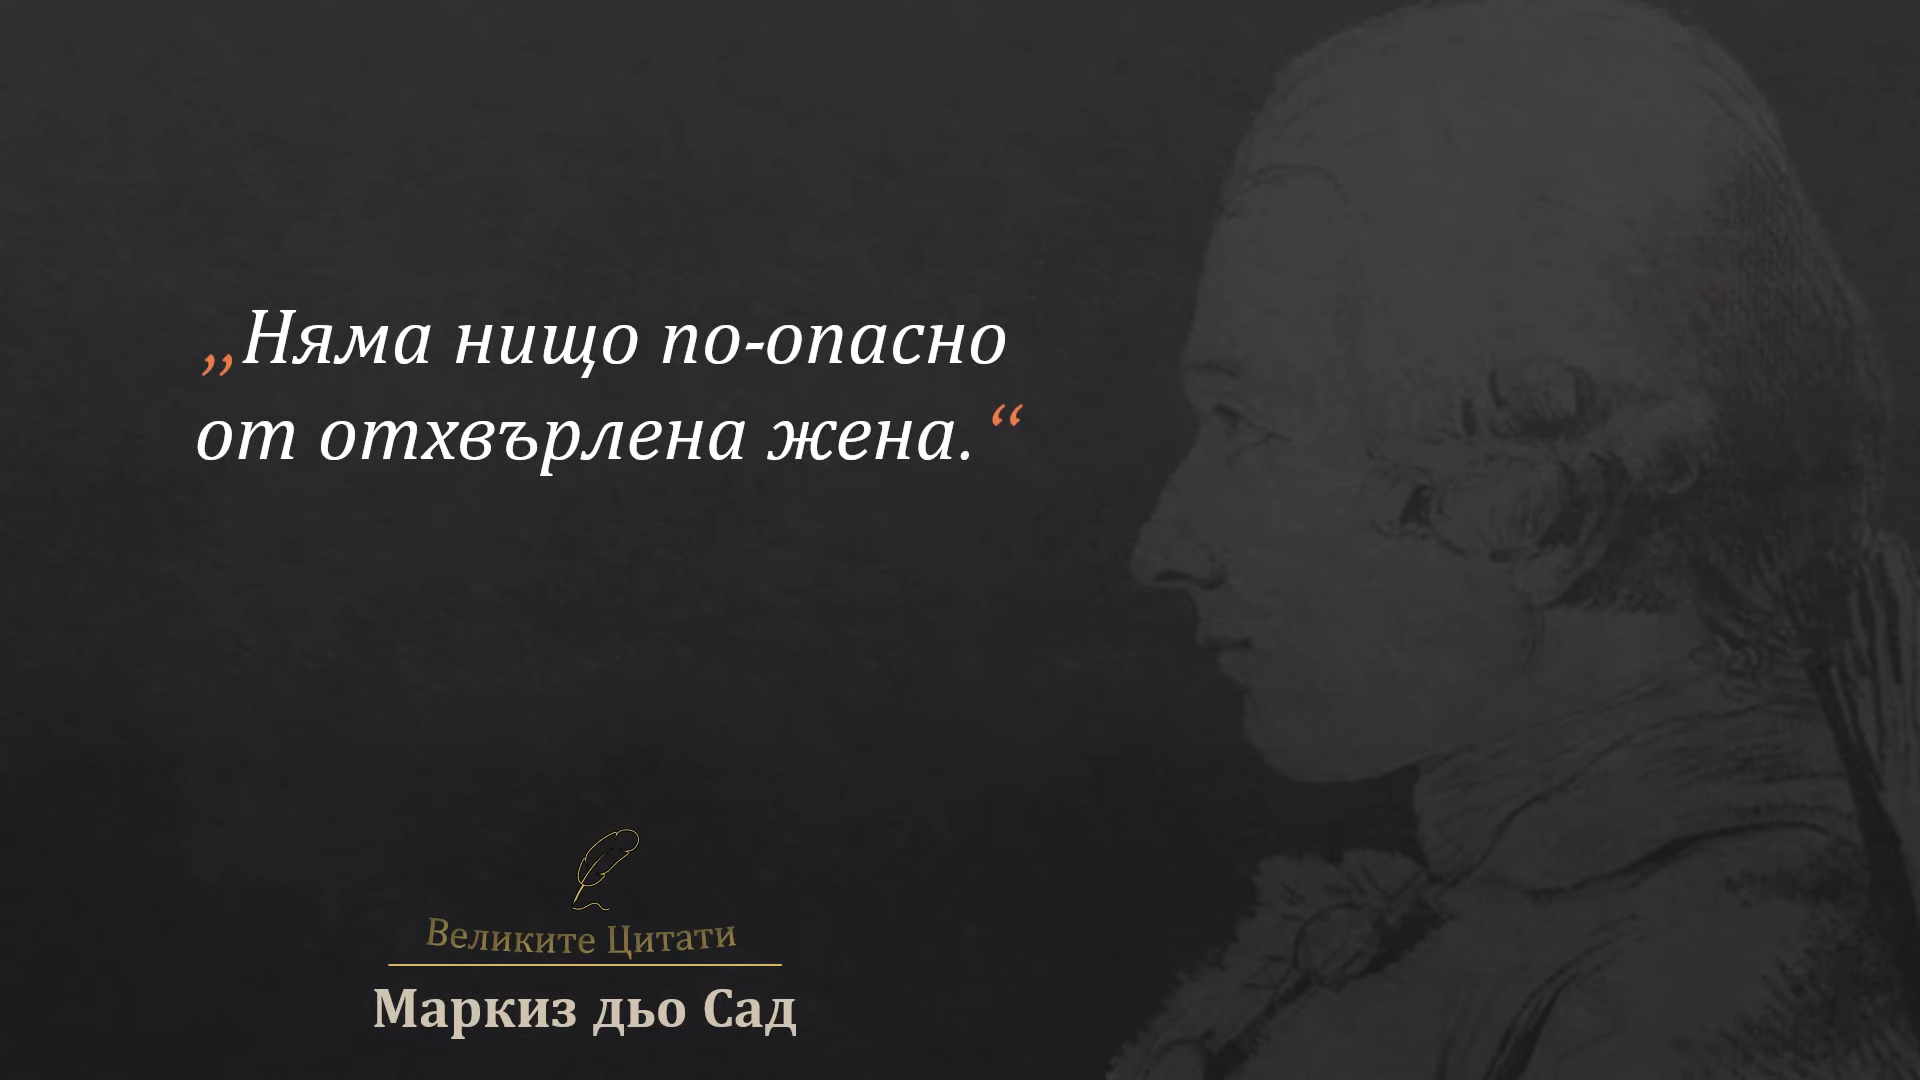 „Няма нищо по-опасно
от отхвърлена жена.“
Великите Цитати
Маркиз дьо Сад